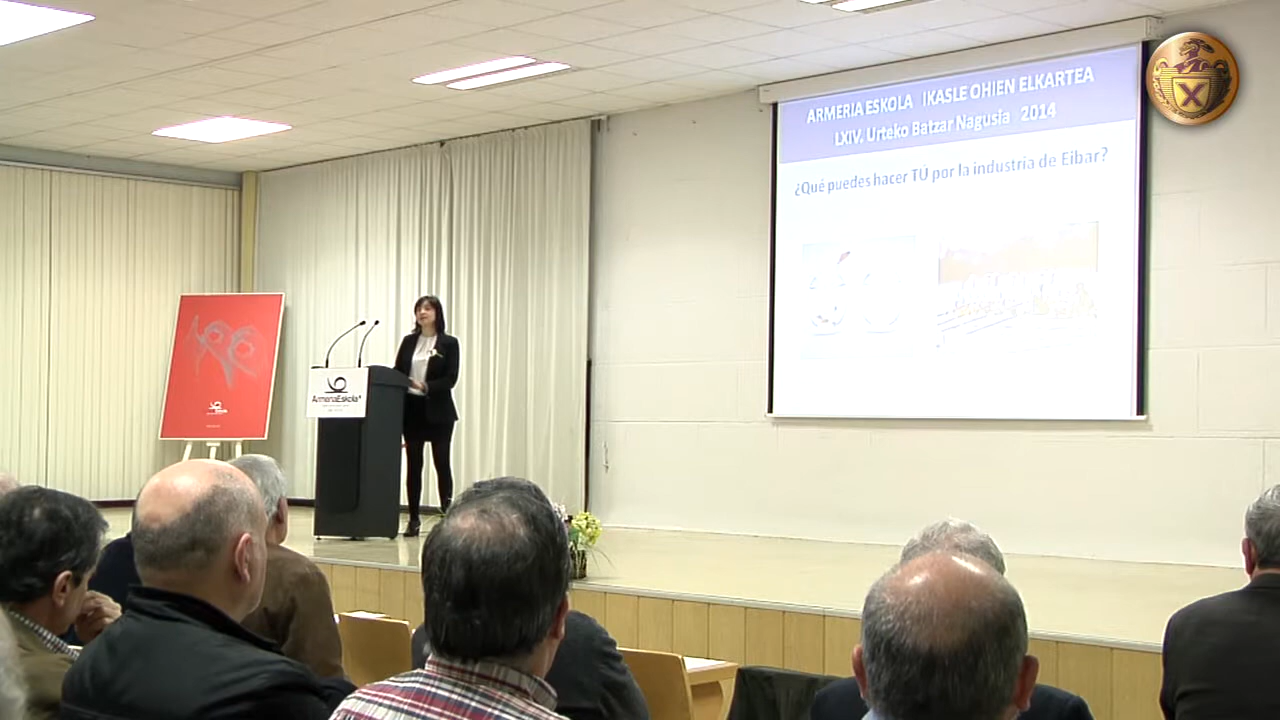 ARMERIA ESKOLA IKASLE OHIEN ELKARTEA
LXIV. Urteko Batzar Nagusia 2014
¿Qué puedes hacer TÚ por la industria de Eibar?
ArmeriaEskola